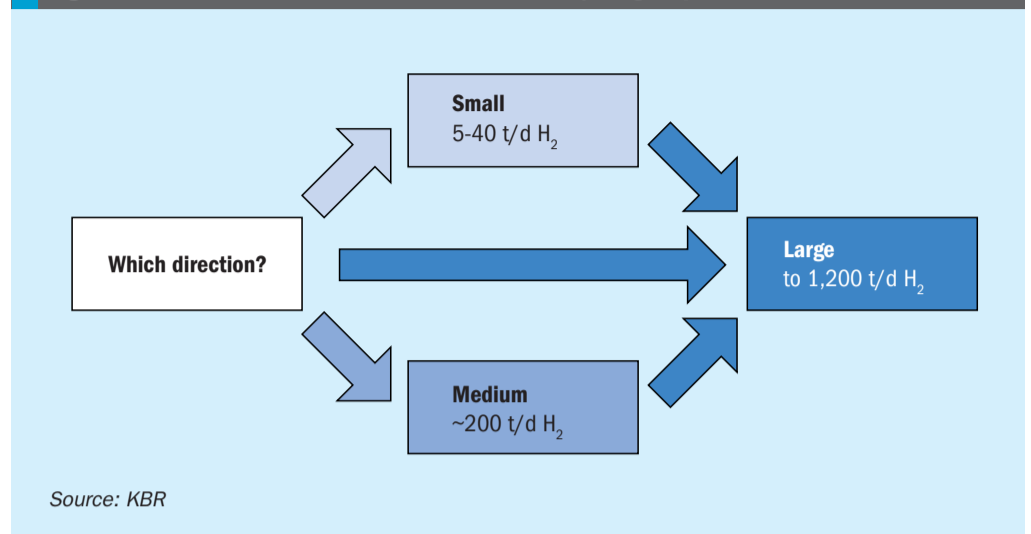 Small
5-40 t/d H₂
Which direction?
Large
to 1,200 t/d H₂
Medium
~200 t/d H₂
Source: KBR